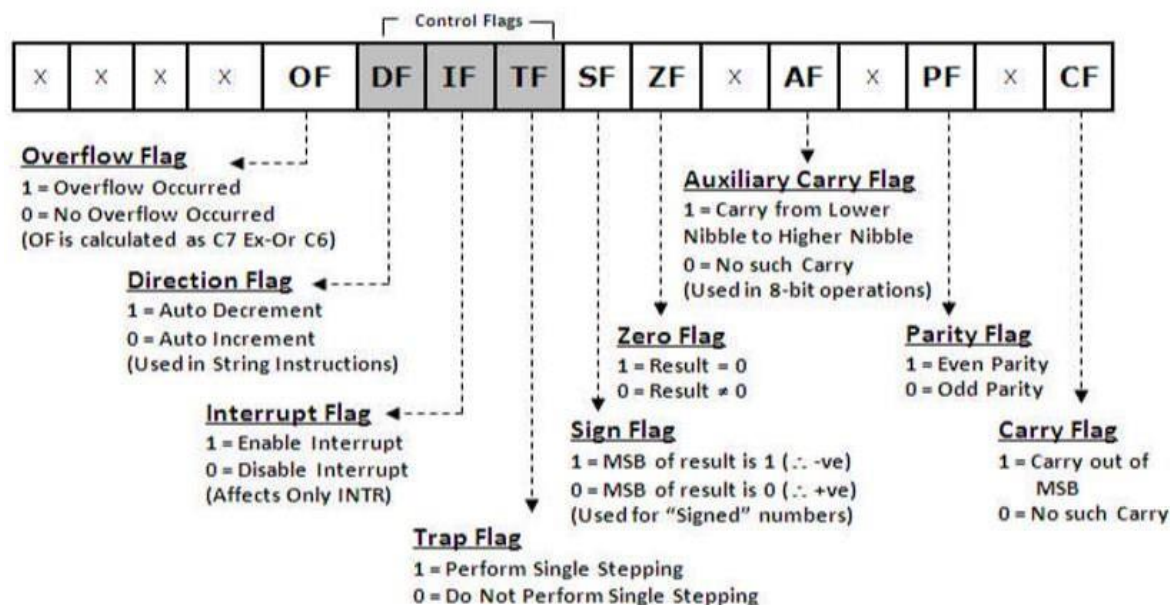 Control Flags
x x x x OF DF IF TF SF ZF x AF x PF x CF
Overflow Flag
1 = Overflow Occurred
0 = No Overflow Occurred
(OF is calculated as C7 Ex-Or C6)
Direction Flag
1 = Auto Decrement
0 = Auto Increment
(Used in String Instructions)
Interrupt Flag
1 = Enable Interrupt
0 = Disable Interrupt
(Affects Only INTR)
Trap Flag
1 = Perform Single Stepping
0 = Do Not Perform Single Stepping
Sign Flag
1 = MSB of result is 1 (∴ -ve)
0 = MSB of result is 0 (∴ +ve)
(Used for “Signed” numbers)
Zero Flag
1 = Result = 0
0 = Result ≠ 0
Auxiliary Carry Flag
1 = Carry from Lower
Nibble to Higher Nibble
0 = No such Carry
(Used in 8-bit operations)
Parity Flag
1 = Even Parity
0 = Odd Parity
Carry Flag
1 = Carry out of
MSB
0 = No such Carry